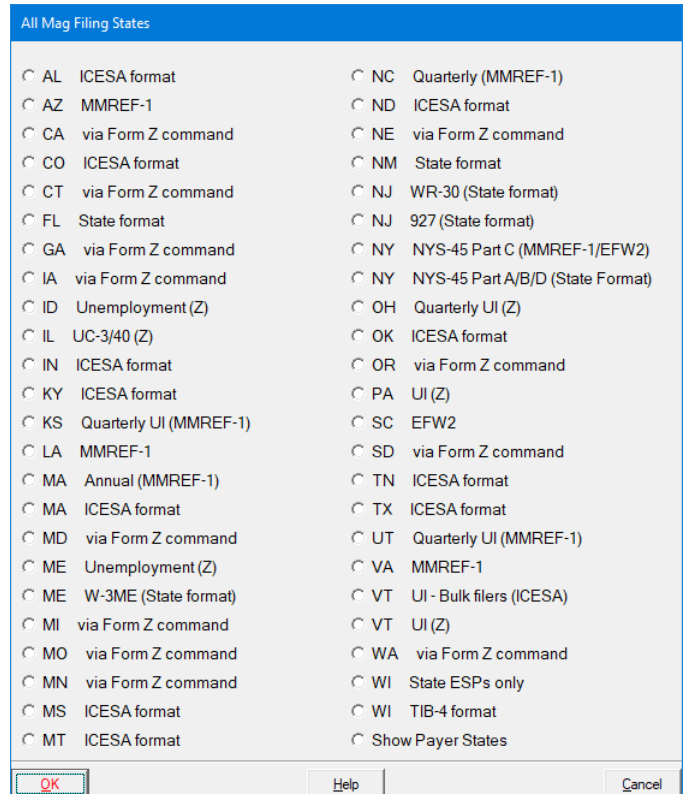 All Mag Filing States
AL ICESA format
AZ MMREF-1
CA via Form Z command
CO ICESA format
CT via Form Z command
FL State format
GA via Form Z command
IA via Form Z command
ID Unemployment (Z)
IL UC-3/40 (Z)
IN ICESA format
KY ICESA format
KS Quarterly UI (MMREF-1)
LA MMREF-1
MA Annual (MMREF-1)
MA ICESA format
MD via Form Z command
ME Unemployment (Z)
ME W-3ME (State format)
MI via Form Z command
MO via Form Z command
MN via Form Z command
MS ICESA format
MT ICESA format
NC Quarterly (MMREF-1)
ND ICESA format
NE via Form Z command
NM State format
NJ WR-30 (State format)
NJ 927 (State format)
NY NYS-45 Part C (MMREF-1/EFW2)
NY NYS-45 Part A/B/D (State Format)
OH Quarterly UI (Z)
OK ICESA format
OR via Form Z command
PA UI (Z)
SC EFW2
SD via Form Z command
TN ICESA format
TX ICESA format
UT Quarterly UI (MMREF-1)
VA MMREF-1
VT UI - Bulk filers (ICESA)
VT UI (Z)
WA via Form Z command
WI State ESPs only
WI TIB-4 format
Show Payer States
OK Help Cancel